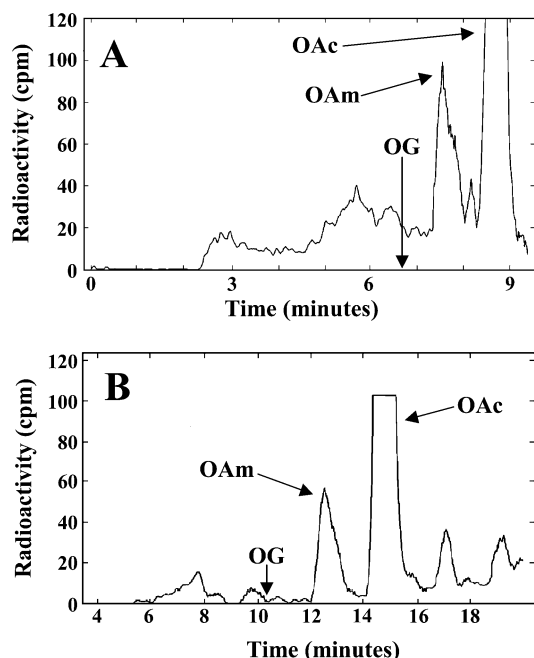 A
OAc
OAm
OG
Radioactivity (cpm)
120
100
80
60
40
20
0
0 3 6 9
Time (minutes)
B
OAc
OAm
OG
Radioactivity (cpm)
120
100
80
60
40
20
0
4 6 8 10 12 14 16 18
Time (minutes)